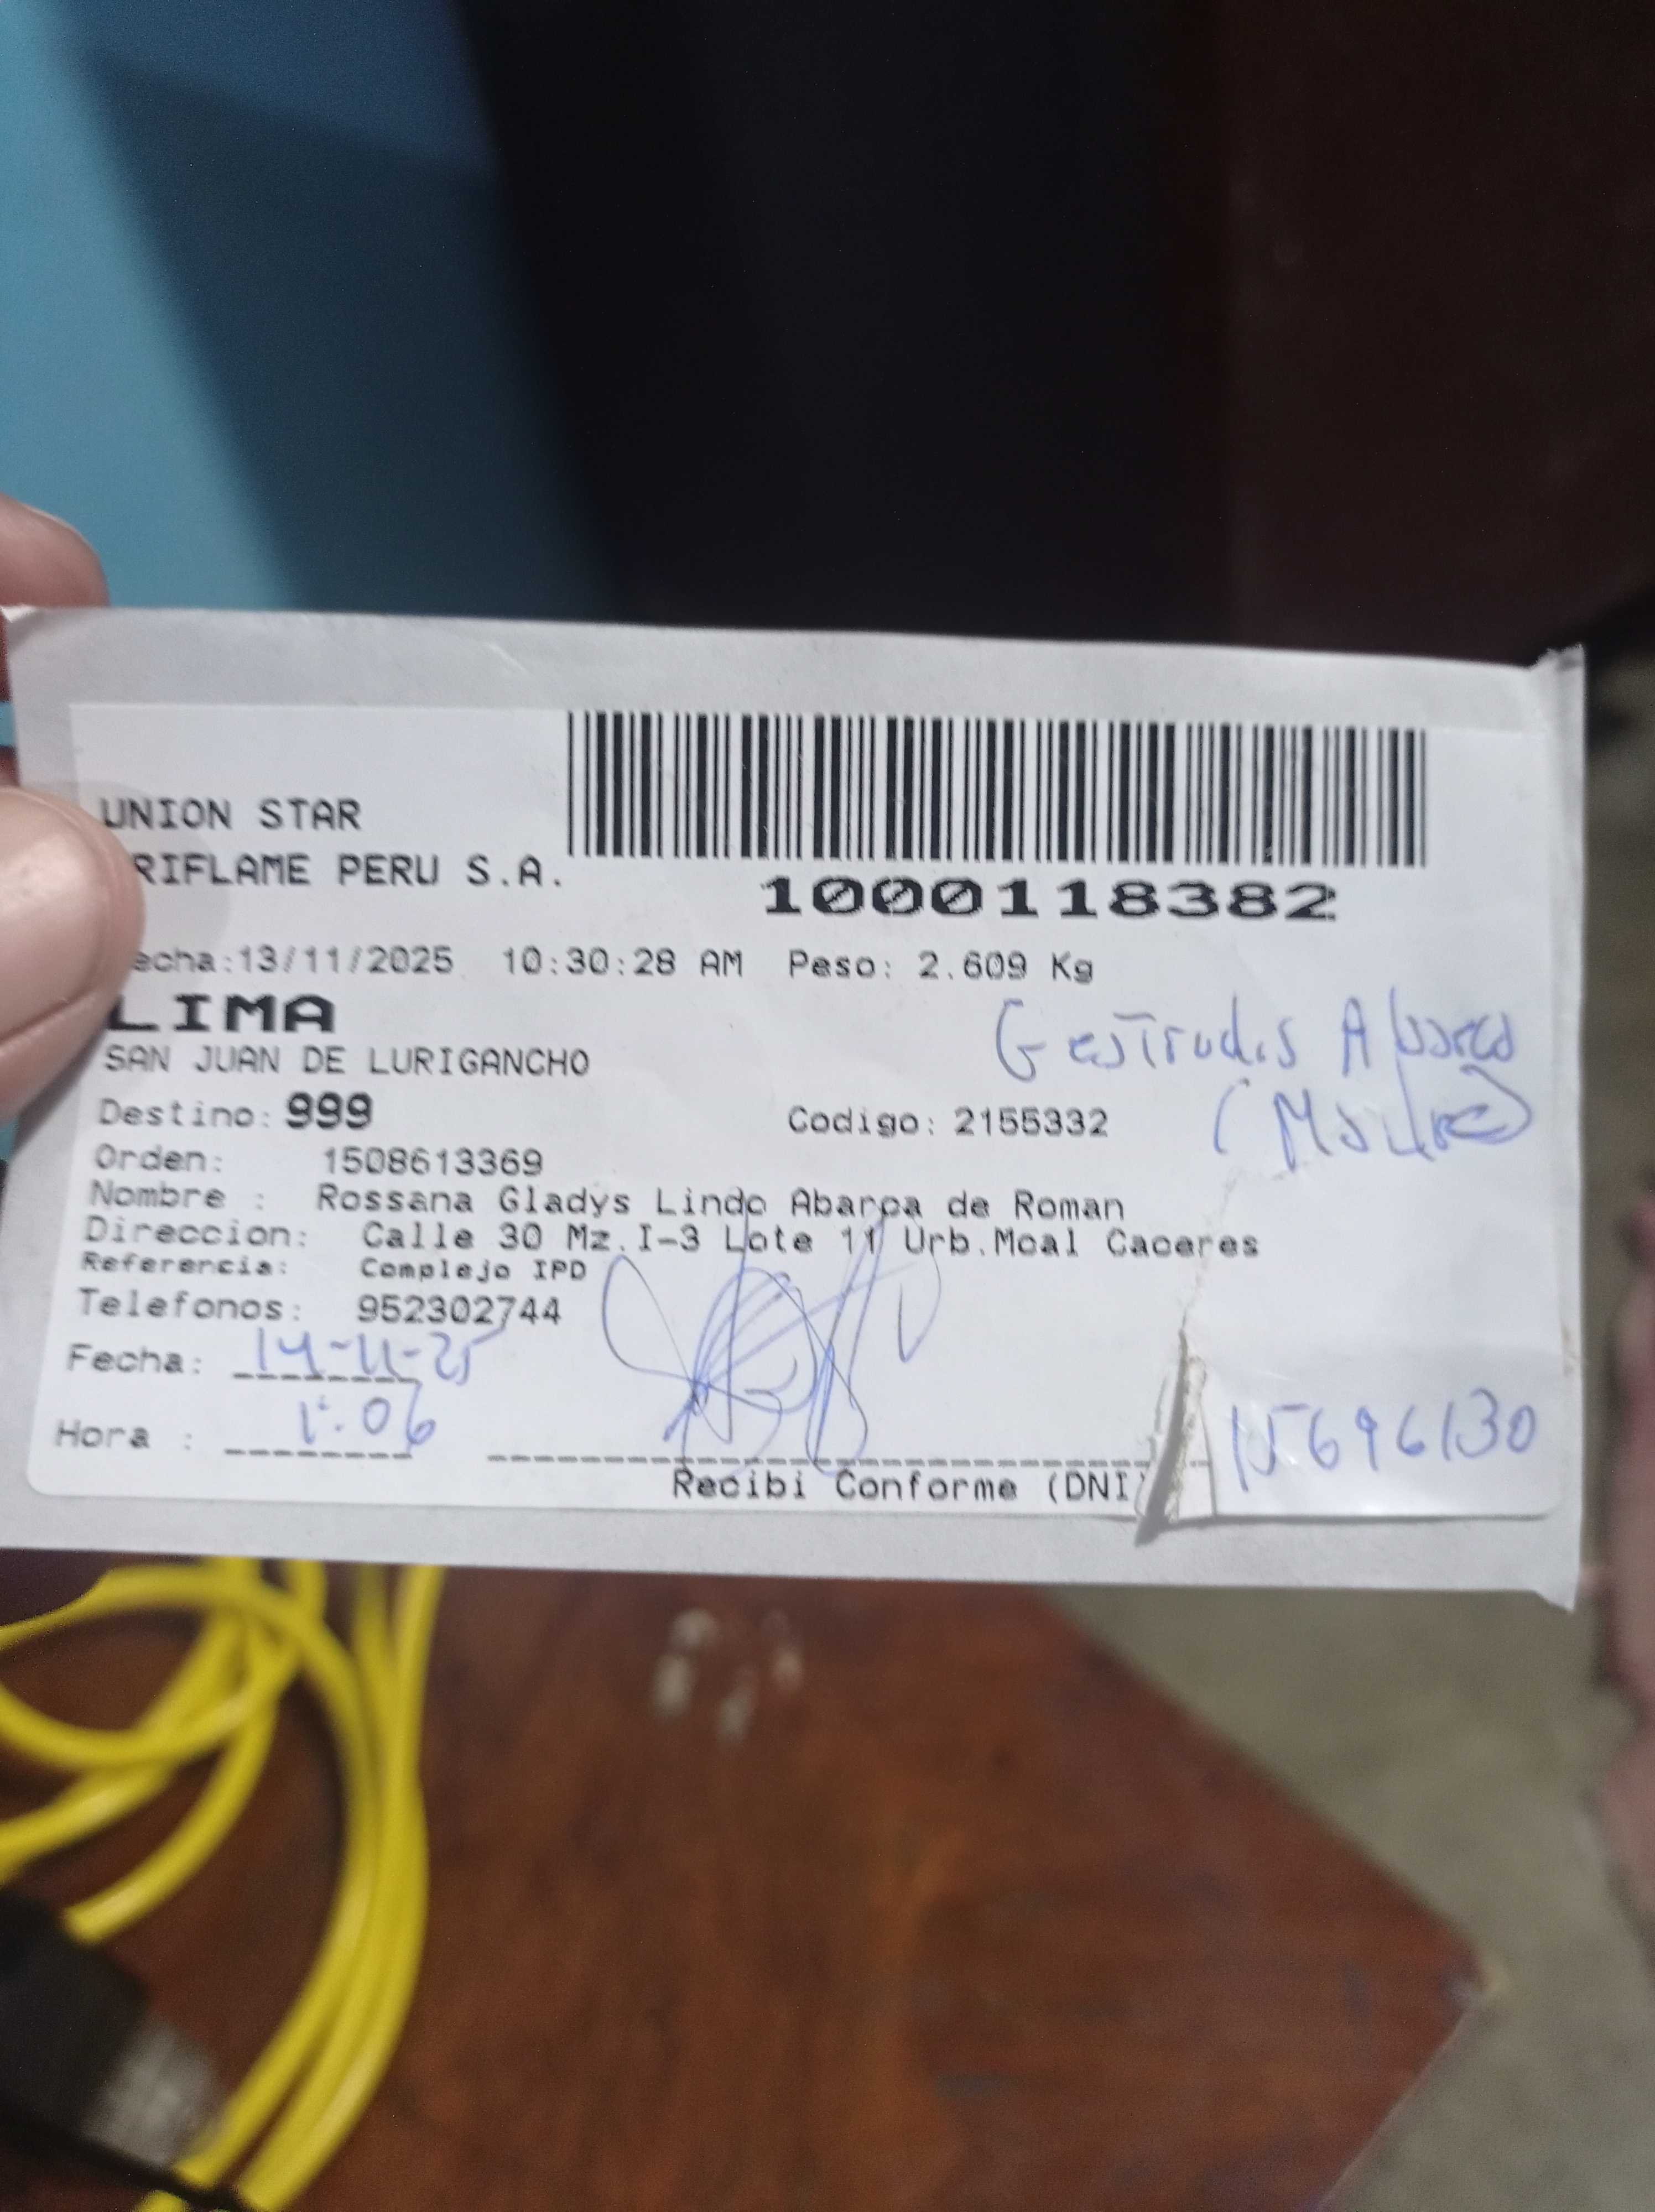 UNION STAR
RIFLAME PERU S.A.
1000118382
echa:13/11/2025 10:30:28 AM Peso: 2.609 Kg
LIMA
SAN JUAN DE LURIGANCHO
Gestrudis Abarca
(Madre)
Destino: 999 Codigo: 2155332
Orden: 1508613369
Nombre : Rossana Gladys Lindo Abarca de Roman
Direccion: Calle 30 Mz.I-3 Lote 11 Urb.Mcal Caceres
Referencia: Complejo IPD
Telefonos: 952302744
Fecha: 14-11-25
Hora : 1:06
15696130
Recibi Conforme (DNI